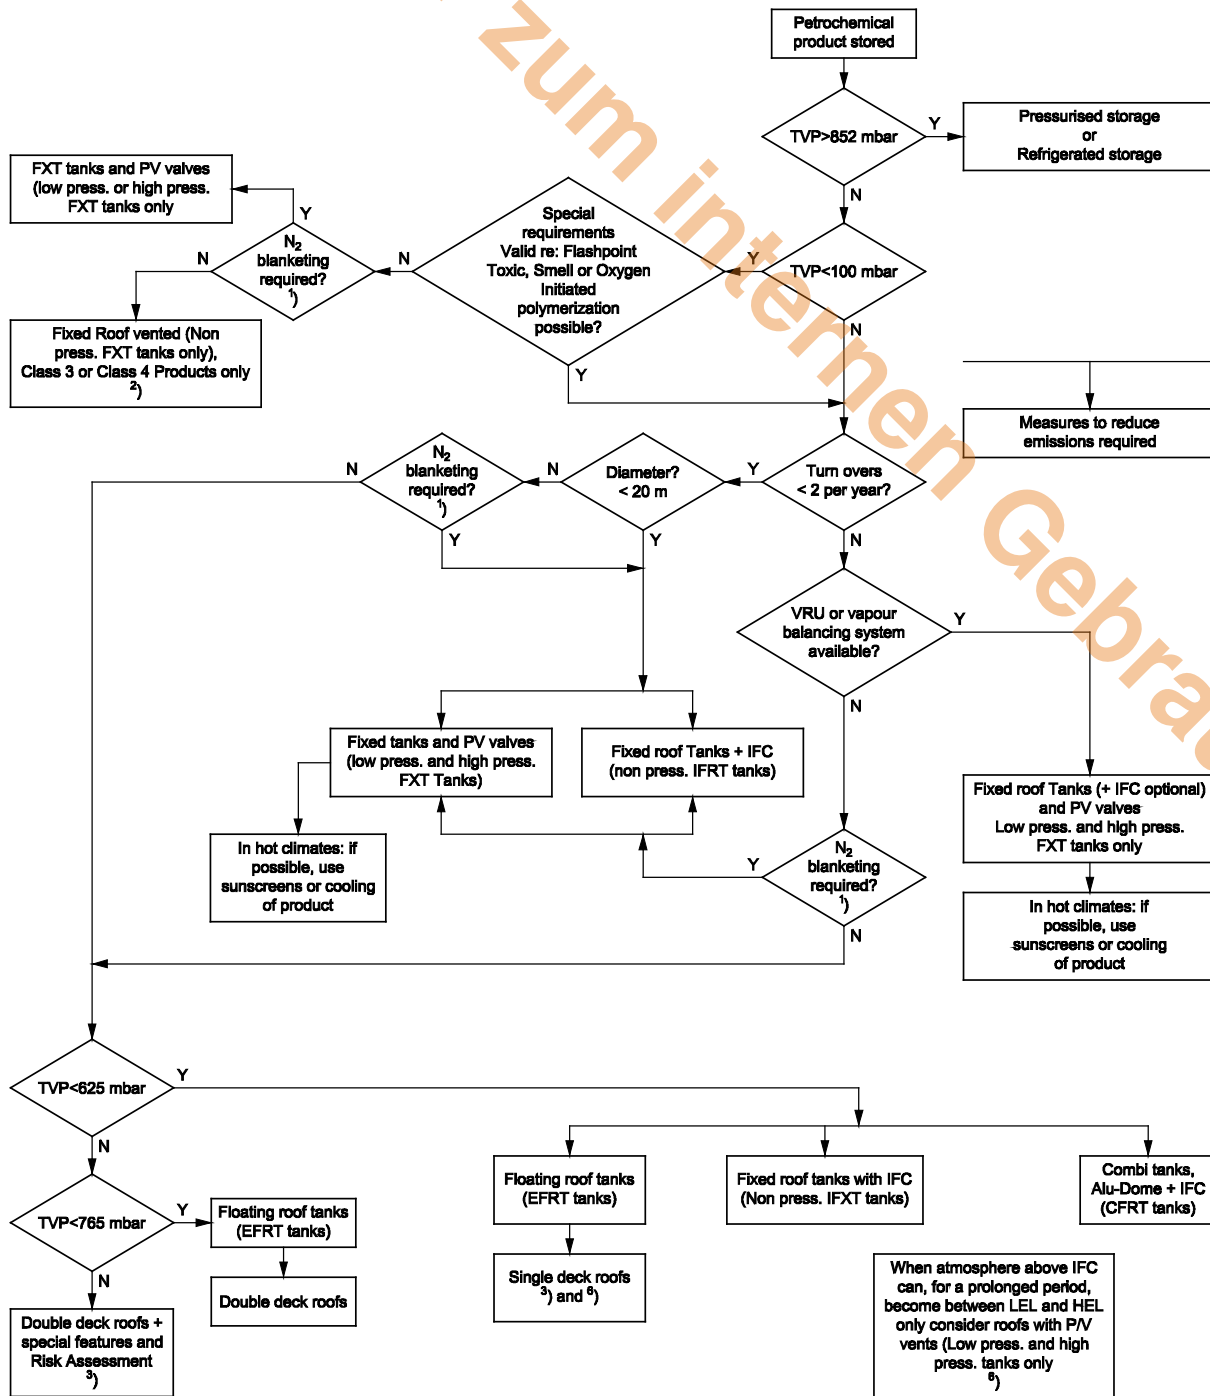 Petrochemical
product stored
TVP>852 mbar
Y
Pressurised storage
or
Refrigerated storage
N
FXT tanks and PV valves
(low press. or high press.
FXT tanks only
Y
N
N2
blanketing
required?
1)
N
Special
requirements
Valid re: Flashpoint
Toxic, Smell or Oxygen
Initiated
polymerization
possible?
Y
TVP<100 mbar
N
Y
Fixed Roof vented (Non
press. FXT tanks only),
Class 3 or Class 4 Products only
2)
Measures to reduce
emissions required
N
N2
blanketing
required?
1)
Y
N
Diameter?
< 20 m
Y
Y
Turn overs
< 2 per year?
N
VRU or vapour
balancing system
available?
Y
N
Fixed tanks and PV valves
(low press. and high press.
FXT Tanks)
Fixed roof Tanks + IFC
(non press. IFRT tanks)
Fixed roof Tanks (+ IFC optional)
and PV valves
Low press. and high press.
FXT tanks only
In hot climates: if
possible, use
sunscreens or cooling
of product
Y
N2
blanketing
required?
1)
N
In hot climates: if
possible, use
sunscreens or cooling
of product
TVP<625 mbar
Y
N
TVP<765 mbar
Y
N
Floating roof tanks
(EFRT tanks)
Double deck roofs
Double deck roofs +
special features and
Risk Assessment
3)
Floating roof tanks
(EFRT tanks)
Single deck roofs
3) and 6)
Fixed roof tanks with IFC
(Non press. IFXT tanks)
Combi tanks,
Alu-Dome + IFC
(CFRT tanks)
When atmosphere above IFC
can, for a prolonged period,
become between LEL and HEL
only consider roofs with P/V
vents (Low press. and high
press. tanks only
6)
zum internen Gebrau